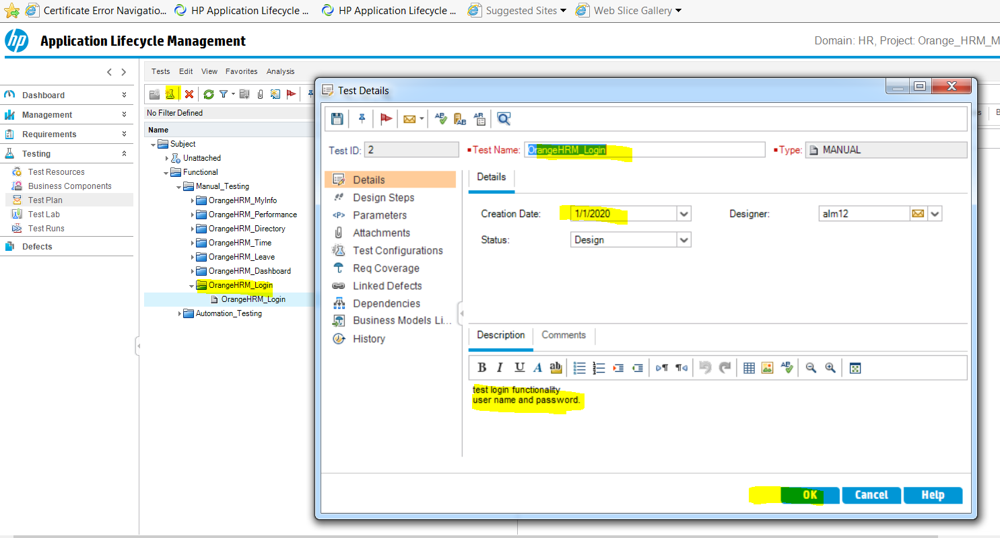 Certificate Error Navigatio... HP Application Lifecycle ... HP Application Lifecycle ... Suggested Sites Web Slice Gallery
hp Application Lifecycle Management Domain: HR, Project: Orange_HRM_M
Dashboard
Management
Requirements
Testing
Test Resources
Business Components
Test Plan
Test Lab
Test Runs
Defects
Tests Edit View Favorites Analysis
No Filter Defined
Name
Subject
Unattached
Functional
Manual_Testing
OrangeHRM_MyInfo
OrangeHRM_Performance
OrangeHRM_Directory
OrangeHRM_Time
OrangeHRM_Leave
OrangeHRM_Dashboard
OrangeHRM_Login
OrangeHRM_Login
Automation_Testing
Test Details
Test ID: 2 Test Name: OrangeHRM_Login Type: MANUAL
Details
Design Steps
<P> Parameters
Attachments
Test Configurations
Req Coverage
Linked Defects
Dependencies
Business Models Li...
History
Details
Creation Date: 1/1/2020 Designer: alm12
Status: Design
Description Comments
B I U A ab
test login functionality
user name and password.
OK Cancel Help